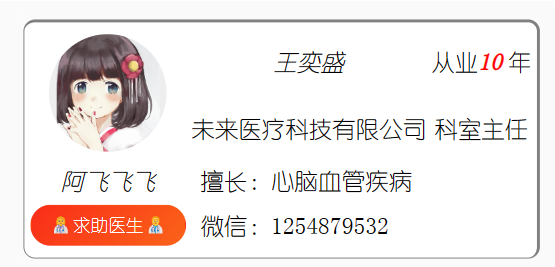 王奕盛 从业10年
未来医疗科技有限公司 科室主任
阿飞飞飞 擅长：心脑血管疾病
求助医生 微信：1254879532